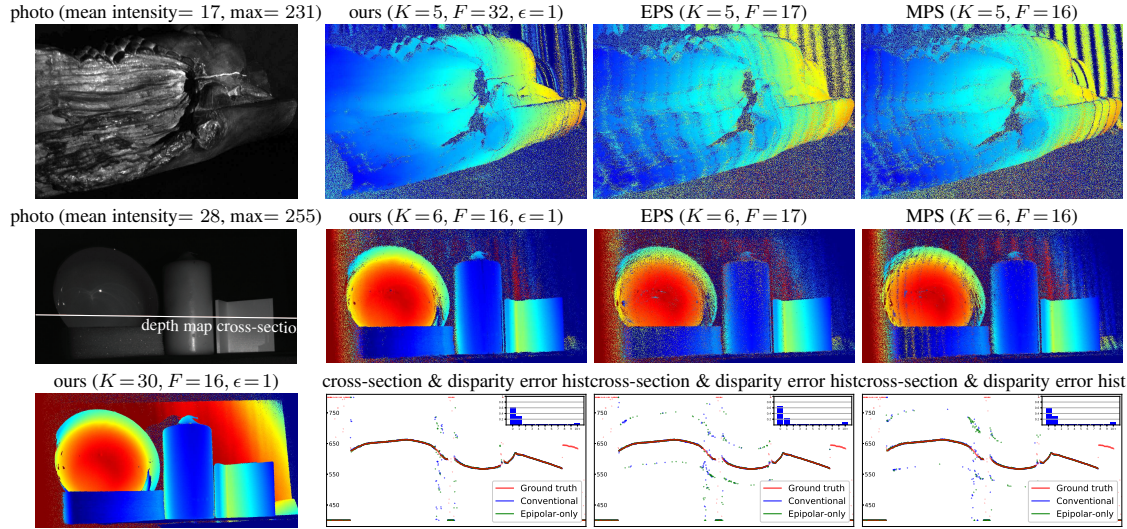 photo (mean intensity= 17, max= 231)
ours (K=5, F=32, ϵ=1)
EPS (K=5, F=17)
MPS (K=5, F=16)
photo (mean intensity= 28, max= 255)
ours (K=6, F=16, ϵ=1)
EPS (K=6, F=17)
MPS (K=6, F=16)
depth map cross-sectio
ours (K=30, F=16, ϵ=1)
cross-section & disparity error hist
cross-section & disparity error hist
cross-section & disparity error hist
750
650
550
450
Ground truth
Conventional
Epipolar-only
750
650
550
450
Ground truth
Conventional
Epipolar-only
750
650
550
450
Ground truth
Conventional
Epipolar-only